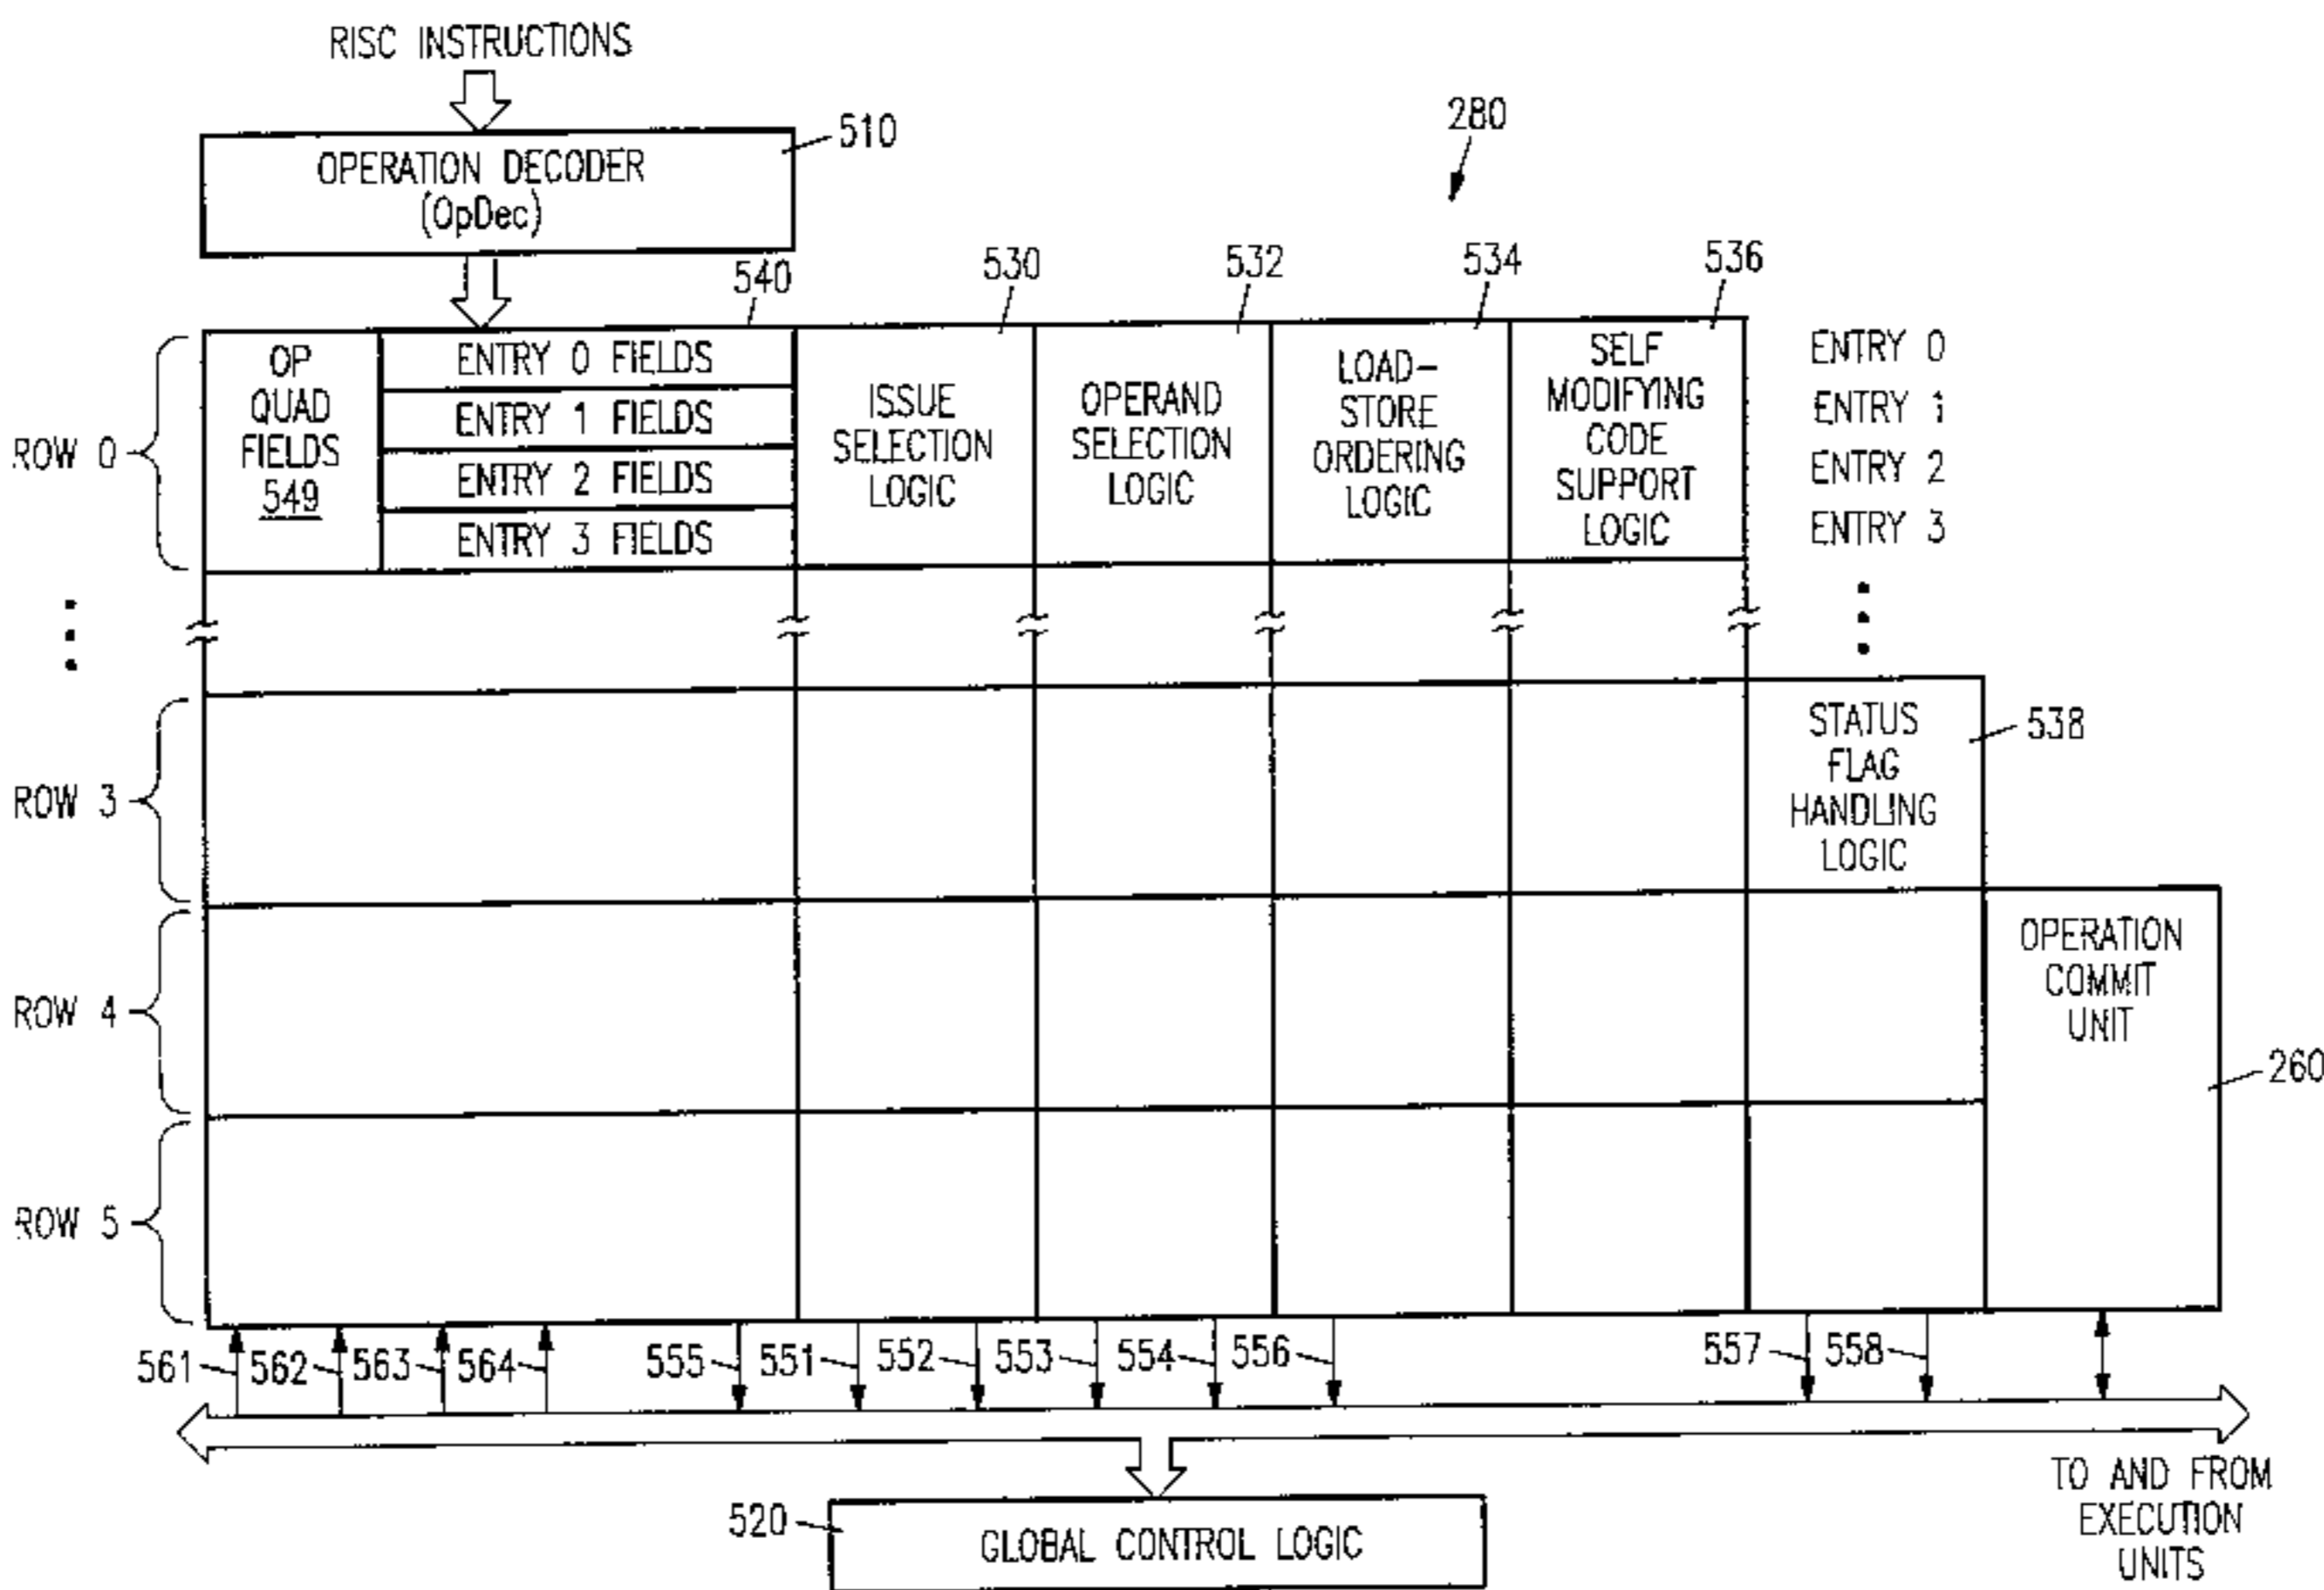 RISC INSTRUCTIONS
510
280
OPERATION DECODER
(OpDec)
540
530
532
534
536
ROW 0
OP
QUAD
FIELDS
549
ENTRY 0 FIELDS
ENTRY 1 FIELDS
ENTRY 2 FIELDS
ENTRY 3 FIELDS
ISSUE
SELECTION
LOGIC
OPERAND
SELECTION
LOGIC
LOAD-
STORE
ORDERING
LOGIC
SELF
MODIFYING
CODE
SUPPORT
LOGIC
ENTRY 0
ENTRY 1
ENTRY 2
ENTRY 3
ROW 3
STATUS
FLAG
HANDLING
LOGIC
538
ROW 4
OPERATION
COMMIT
UNIT
260
ROW 5
561
562
563
564
555
551
552
553
554
556
557
558
TO AND FROM
EXECUTION
UNITS
520
GLOBAL CONTROL LOGIC